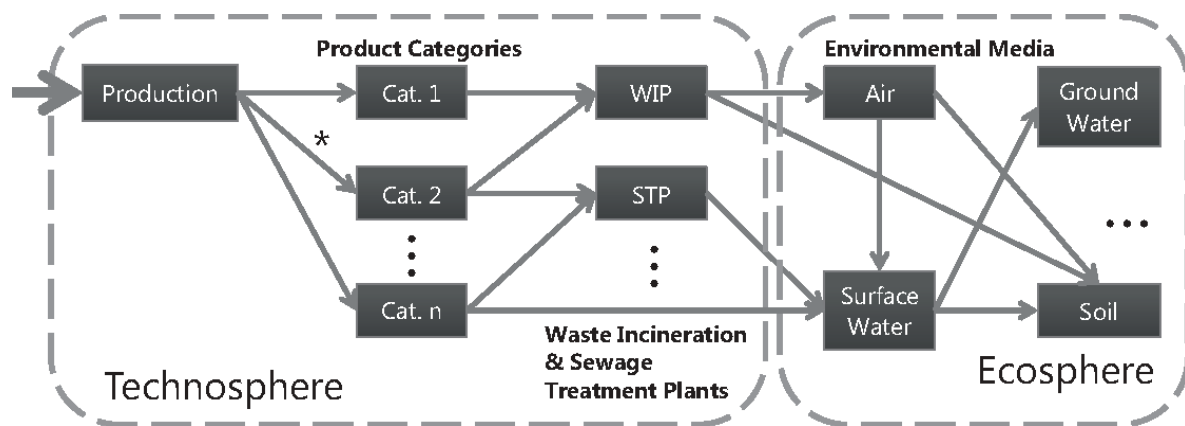 Product Categories
Environmental Media
Production
Cat. 1
WIP
Air
Ground
Water
*
Cat. 2
STP
Cat. n
Surface
Water
Soil
Waste Incineration
& Sewage
Treatment Plants
Technosphere
Ecosphere